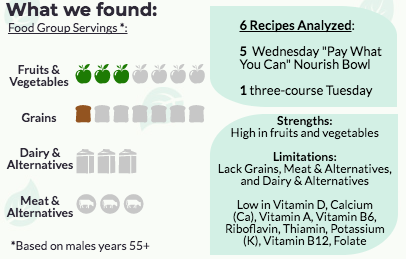 What we found:
Food Group Servings *:
Fruits &
Vegetables
Grains
Dairy &
Alternatives
Meat &
Alternatives
*Based on males years 55+
6 Recipes Analyzed:
5 Wednesday "Pay What
You Can" Nourish Bowl
1 three-course Tuesday
Strengths:
High in fruits and vegetables
Limitations:
Lack Grains, Meat & Alternatives,
and Dairy & Alternatives
Low in Vitamin D, Calcium
(Ca), Vitamin A, Vitamin B6,
Riboflavin, Thiamin, Potassium
(K), Vitamin B12, Folate